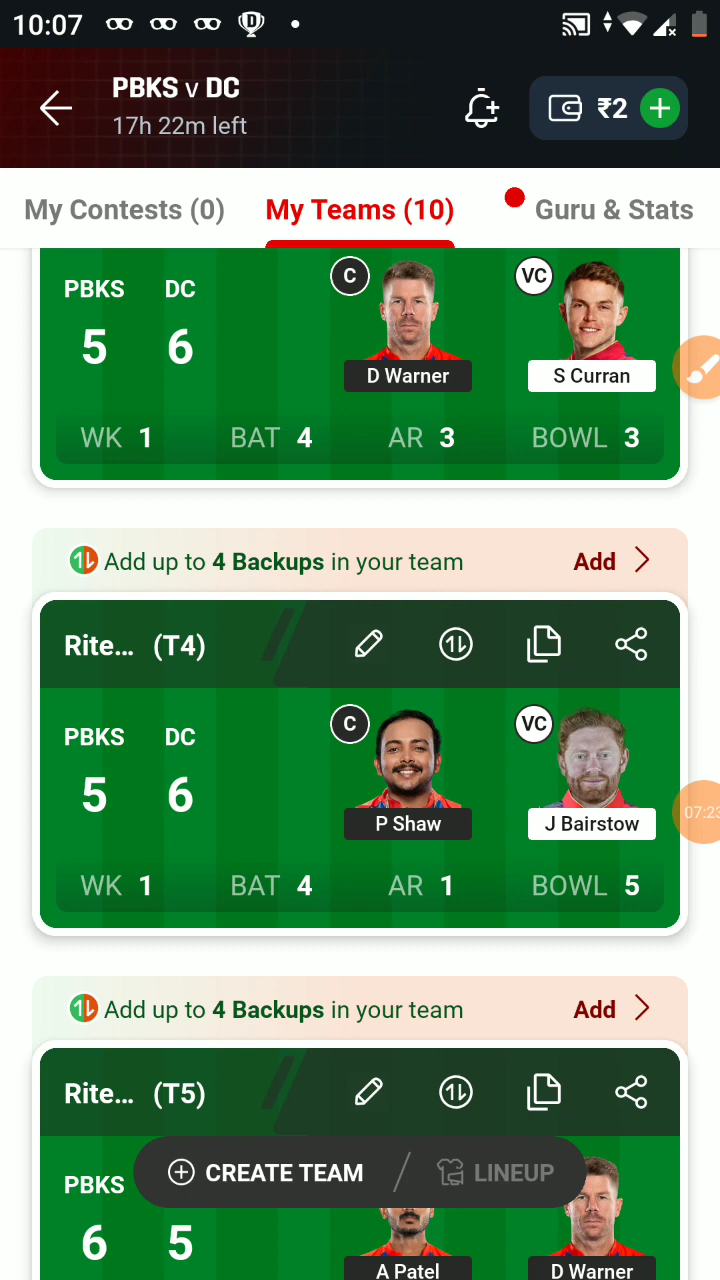 10:07
PBKS v DC
17h 22m left
₹2
My Contests (0) My Teams (10) Guru & Stats
PBKS DC
C VC
5 6
D Warner S Curran
WK 1 BAT 4 AR 3 BOWL 3
Add up to 4 Backups in your team Add
Rite... (T4)
PBKS DC
C VC
5 6
P Shaw J Bairstow
07:23
WK 1 BAT 4 AR 1 BOWL 5
Add up to 4 Backups in your team Add
Rite... (T5)
CREATE TEAM LINEUP
PBKS
6 5
A Patel D Warner